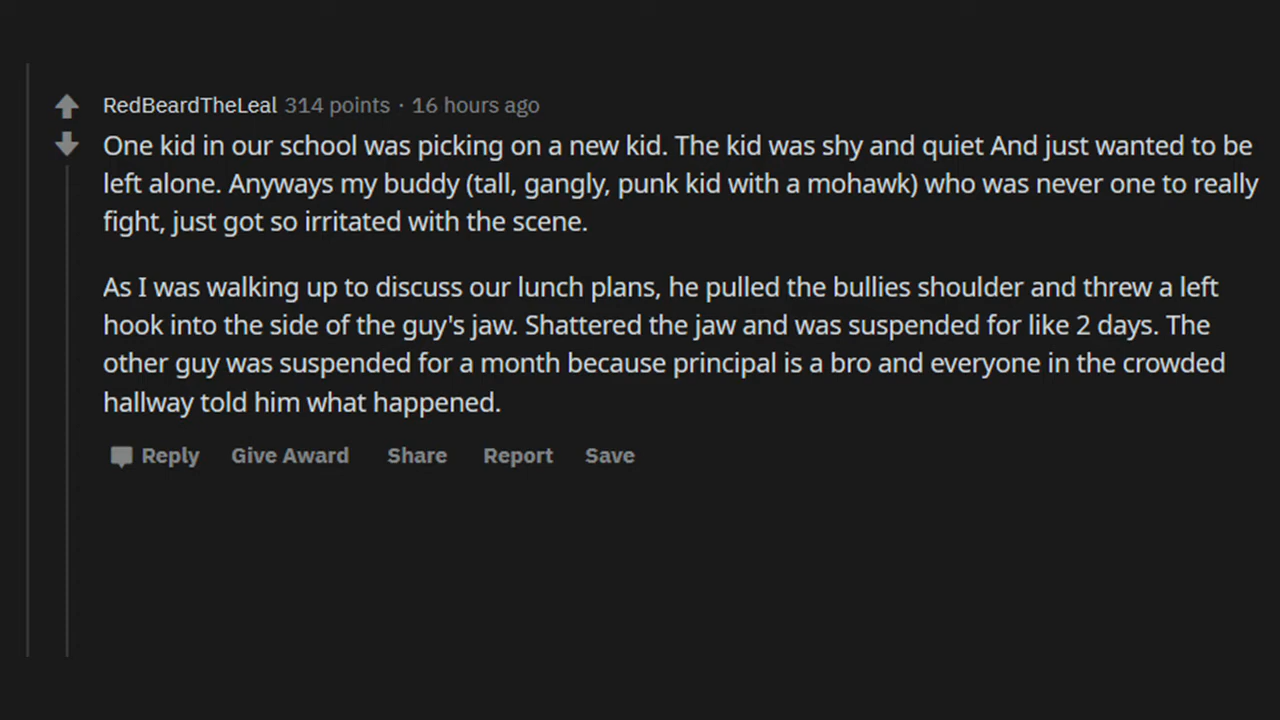 RedBeardTheLeal 314 points · 16 hours ago
One kid in our school was picking on a new kid. The kid was shy and quiet And just wanted to be
left alone. Anyways my buddy (tall, gangly, punk kid with a mohawk) who was never one to really
fight, just got so irritated with the scene.
As I was walking up to discuss our lunch plans, he pulled the bullies shoulder and threw a left
hook into the side of the guy's jaw. Shattered the jaw and was suspended for like 2 days. The
other guy was suspended for a month because principal is a bro and everyone in the crowded
hallway told him what happened.
Reply Give Award Share Report Save